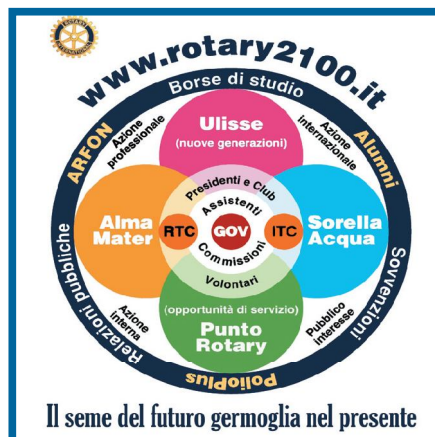 ROTARY INTERNATIONAL
www.rotary2100.it
Borse di studio
ARFON
Alumni
Azione professionale
Azione internazionale
Ulisse
(nuove generazioni)
Presidenti e Club
Assistenti
Alma Mater
RTC
GOV
ITC
Sorella Acqua
Commissioni
Volontari
(opportunità di servizio)
Punto Rotary
Relazioni pubbliche
Azione interna
Pubblico interesse
Sovvenzioni
PolioPlus
Il seme del futuro germoglia nel presente